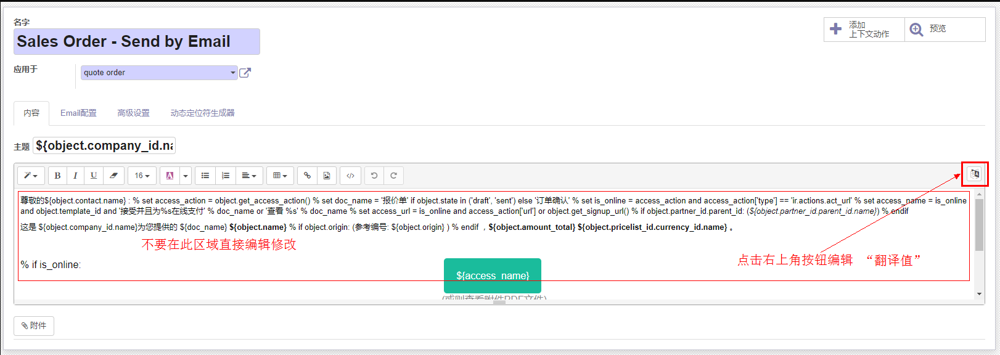 名字
Sales Order - Send by Email
添加
上下文动作
预览
应用于
quote order
内容 Email配置 高级设置 动态定位符生成器
主题 ${object.company_id.na
B I U 16 A </>
尊敬的${object.contact.name} : % set access_action = object.get_access_action() % set doc_name = '报价单' if object.state in ('draft', 'sent') else '订单确认' % set is_online = access_action and access_action['type'] == 'ir.actions.act_url' % set access_name = is_online
and object.template_id and '接受并且为%s在线支付' % doc_name or '查看 %s' % doc_name % set access_url = is_online and access_action['url'] or object.get_signup_url() % if object.partner_id.parent_id: (${object.partner_id.parent_id.name}) % endif
这是 ${object.company_id.name}为您提供的 ${doc_name} ${object.name} % if object.origin: (参考编号: ${object.origin} ) % endif ，${object.amount_total} ${object.pricelist_id.currency_id.name} 。
不要在此区域直接编辑修改
点击右上角按钮编辑 “翻译值”
% if is_online:
${access_name}
(或则查看附件PDF文件)
附件